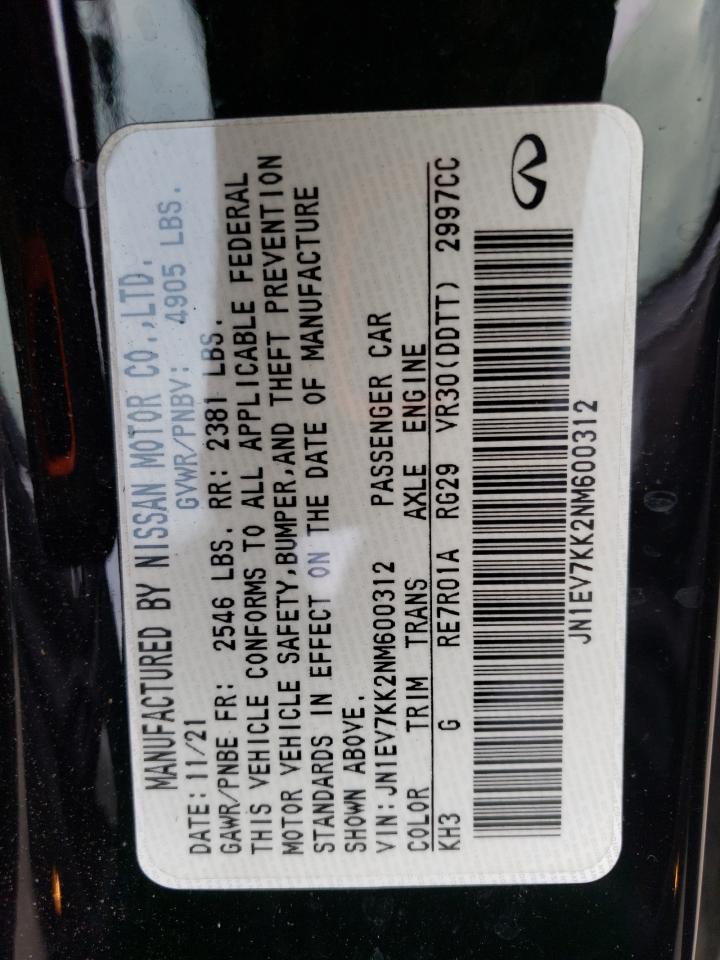 MANUFACTURED BY NISSAN MOTOR CO.,LTD.
DATE: 11/21 GVWR/PNBV: 4905 LBS.
GAWR/PNBE FR: 2546 LBS. RR: 2381 LBS.
THIS VEHICLE CONFORMS TO ALL APPLICABLE FEDERAL
MOTOR VEHICLE SAFETY,BUMPER,AND THEFT PREVENTION
STANDARDS IN EFFECT ON THE DATE OF MANUFACTURE
SHOWN ABOVE.
VIN:JN1EV7KK2NM600312 PASSENGER CAR
COLOR TRIM TRANS AXLE ENGINE
KH3 G RE7R01A RG29 VR30(DDTT) 2997CC
JN1EV7KK2NM600312